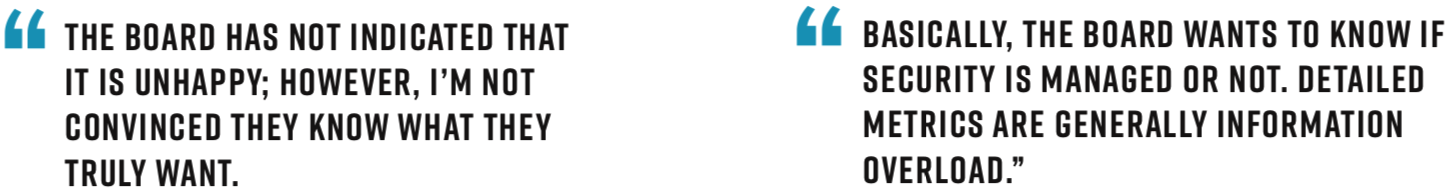 “ THE BOARD HAS NOT INDICATED THAT
IT IS UNHAPPY; HOWEVER, I’M NOT
CONVINCED THEY KNOW WHAT THEY
TRULY WANT.
“ BASICALLY, THE BOARD WANTS TO KNOW IF
SECURITY IS MANAGED OR NOT. DETAILED
METRICS ARE GENERALLY INFORMATION
OVERLOAD.”